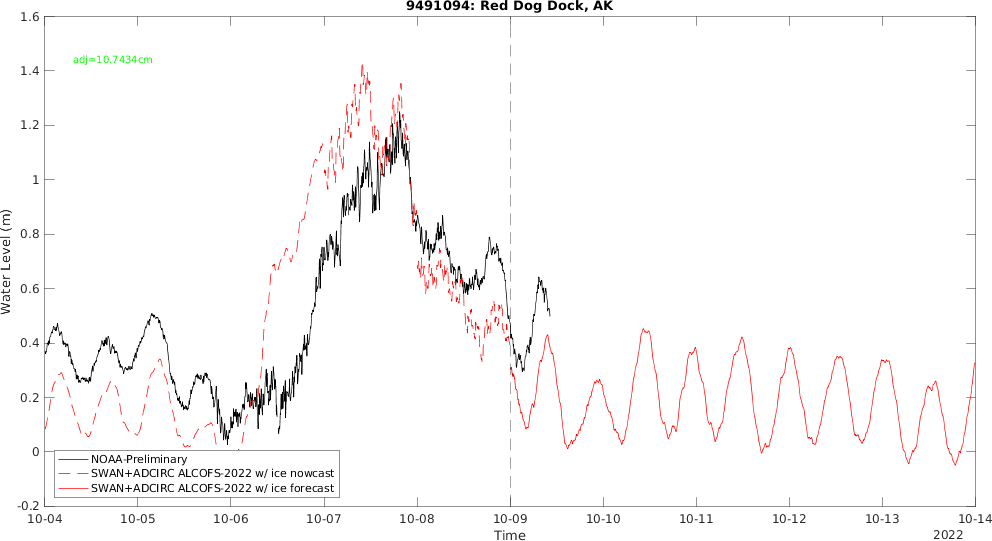 9491094: Red Dog Dock, AK
adj=10.7434cm
Water Level (m)
1.6
1.4
1.2
1
0.8
0.6
0.4
0.2
0
-0.2
NOAA-Preliminary
SWAN+ADCIRC ALCOFS-2022 w/ ice nowcast
SWAN+ADCIRC ALCOFS-2022 w/ ice forecast
10-04 10-05 10-06 10-07 10-08 10-09 10-10 10-11 10-12 10-13 10-14
Time
2022